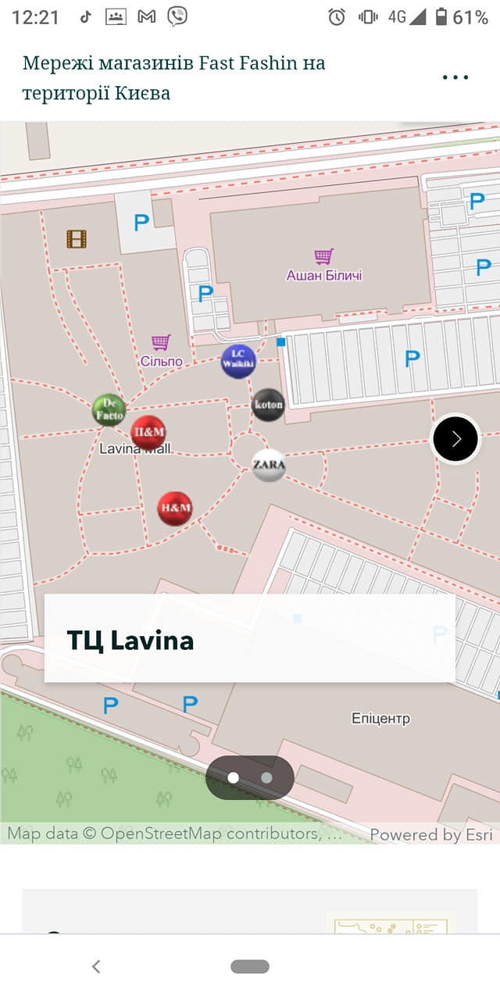 12:21
4G
61%
Мережі магазинів Fast Fashin на
території Києва
P
P
P
Ашан Біличі
P
Сільпо
LC
Waikiki
P
De
Facto
koton
H&M
Lavina Mall
ZARA
H&M
ТЦ Lavina
P
P
P
Епіцентр
Map data © OpenStreetMap contributors, ...
Powered by Esri